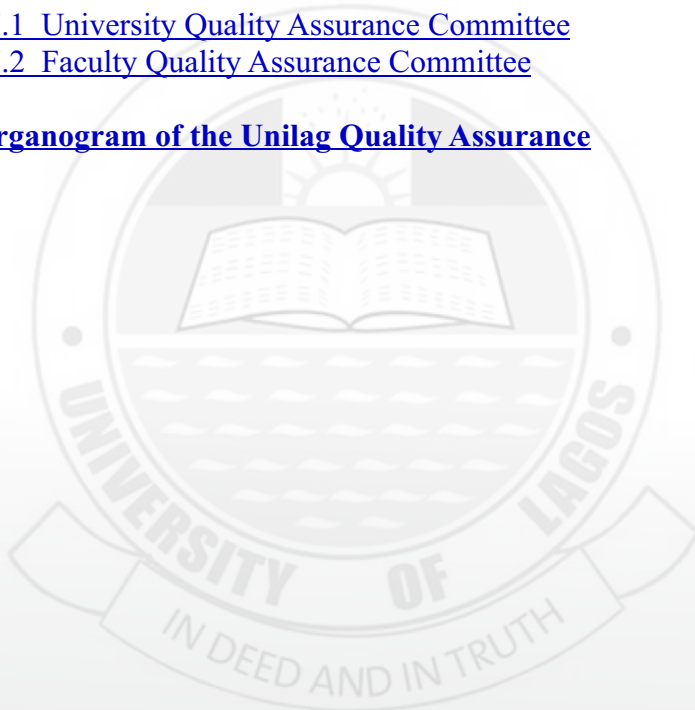 .1 University Quality Assurance Committee
.2 Faculty Quality Assurance Committee
rganogram of the Unilag Quality Assurance
UNIVERSITY OF LAGOS
IN DEED AND IN TRUTH